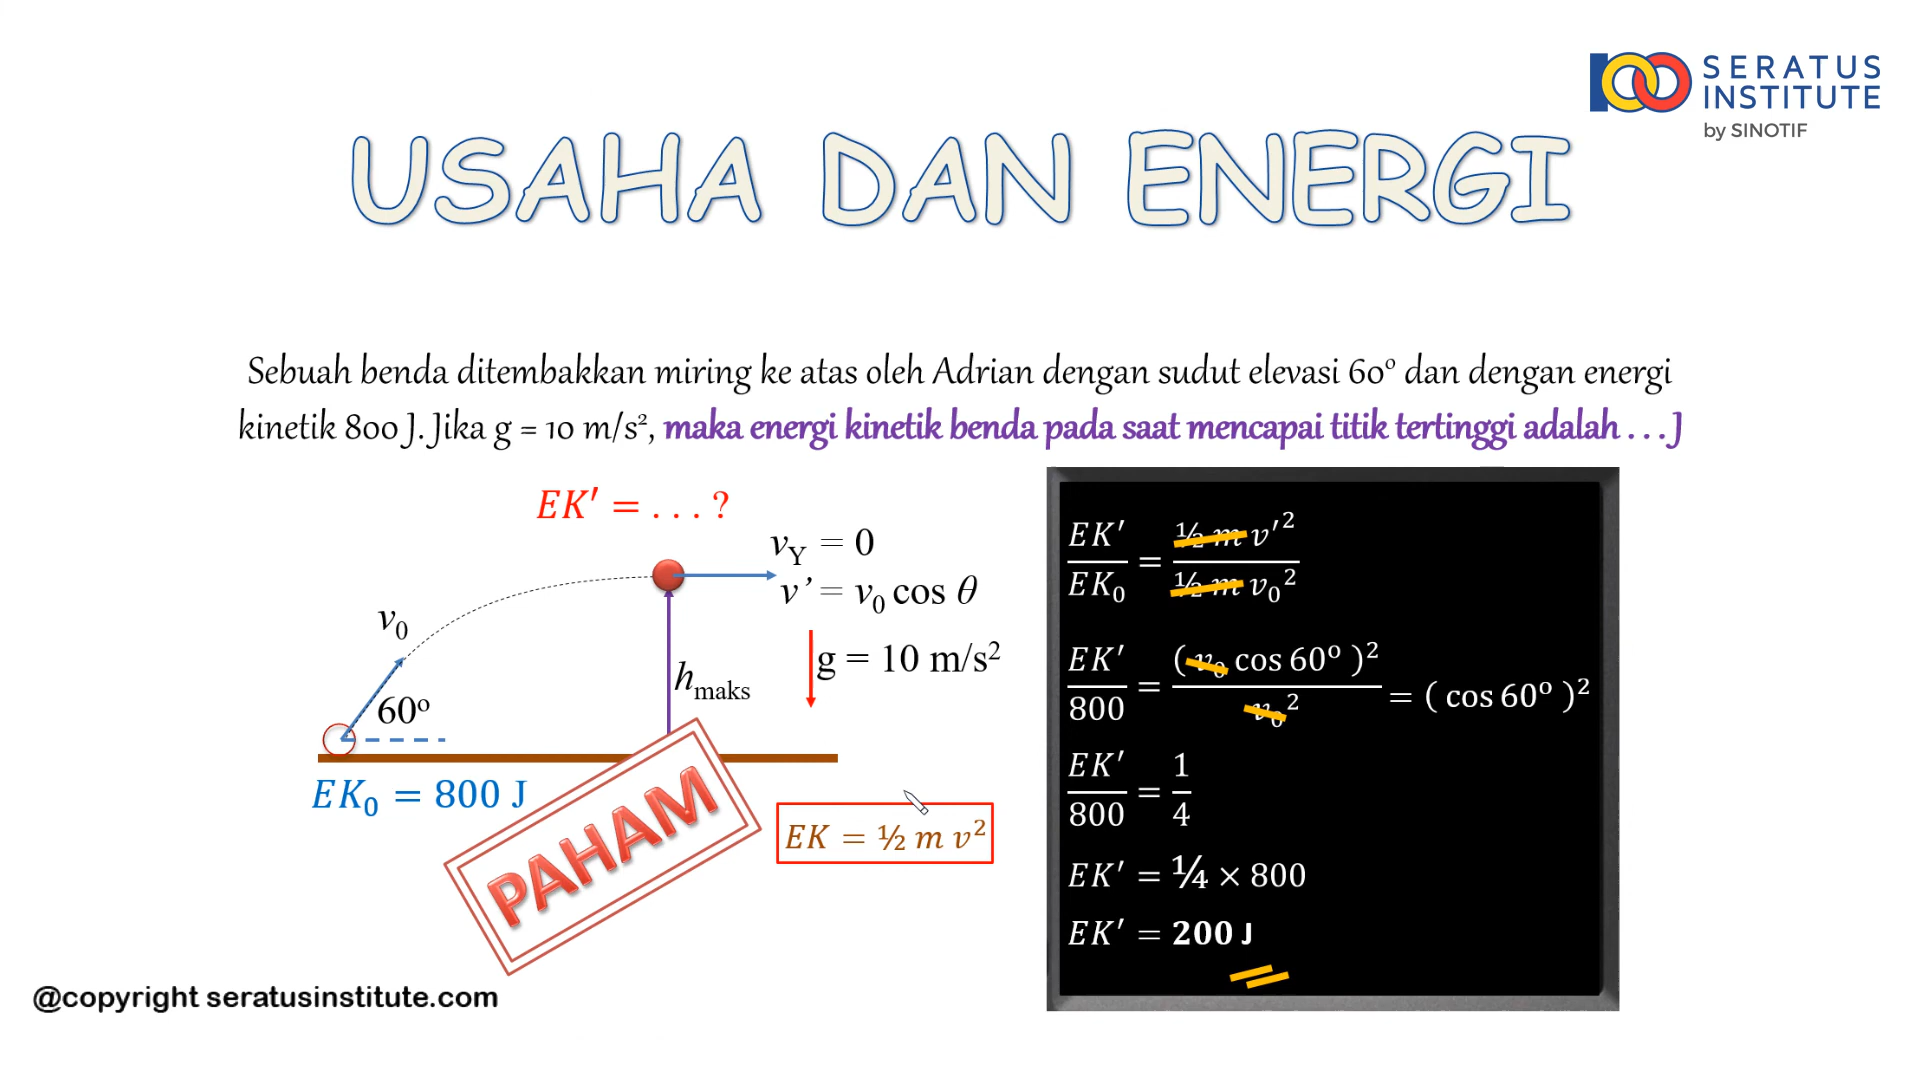 SERATUS
INSTITUTE
by SINOTIF
USAHA DAN ENERGI
Sebuah benda ditembakkan miring ke atas oleh Adrian dengan sudut elevasi 60° dan dengan energi
kinetik 800 J. Jika g = 10 m/s², maka energi kinetik benda pada saat mencapai titik tertinggi adalah . . . J
EK′ = . . . ?
v_Y = 0
v’ = v₀ cos θ
v₀
g = 10 m/s²
h_maks
60°
EK₀ = 800 J
PAHAM
EK = ½ m v²
EK′/EK₀ = ½ m v′²/½ m v₀²
EK′/800 = (v₀ cos 60° )²/v₀² = ( cos 60° )²
EK′/800 = 1/4
EK′ = ¼ × 800
EK′ = 200 J
@copyright seratusinstitute.com